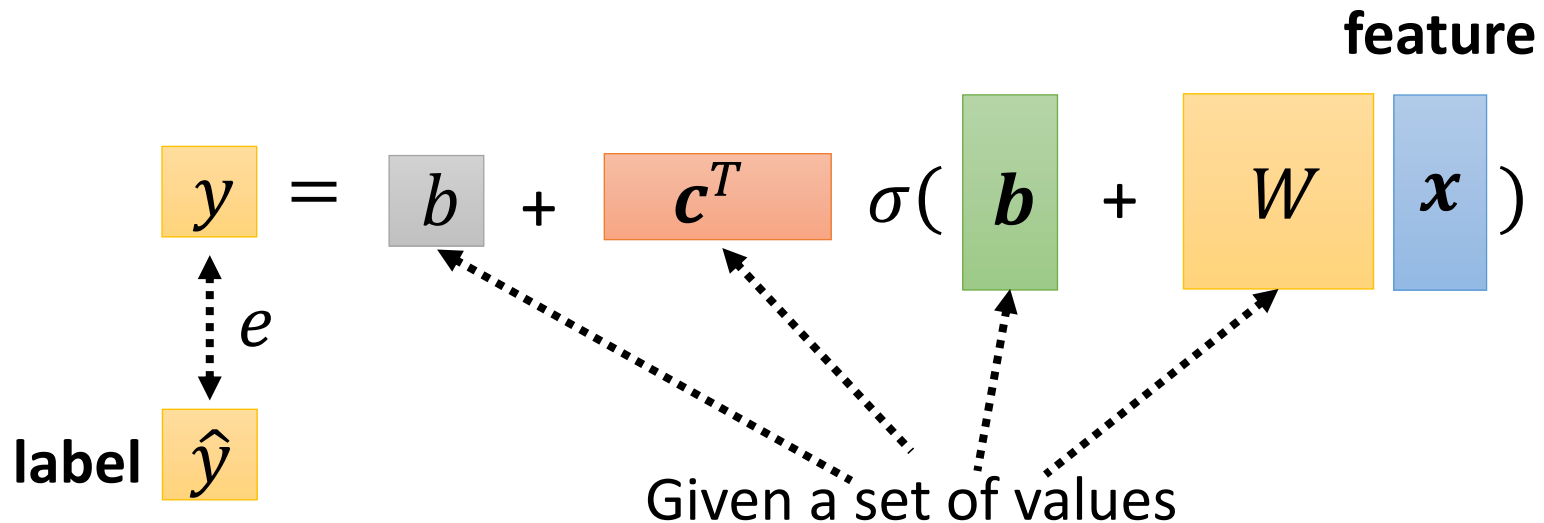 feature
y = b + c^T σ( b + W x )
e
label ŷ
Given a set of values